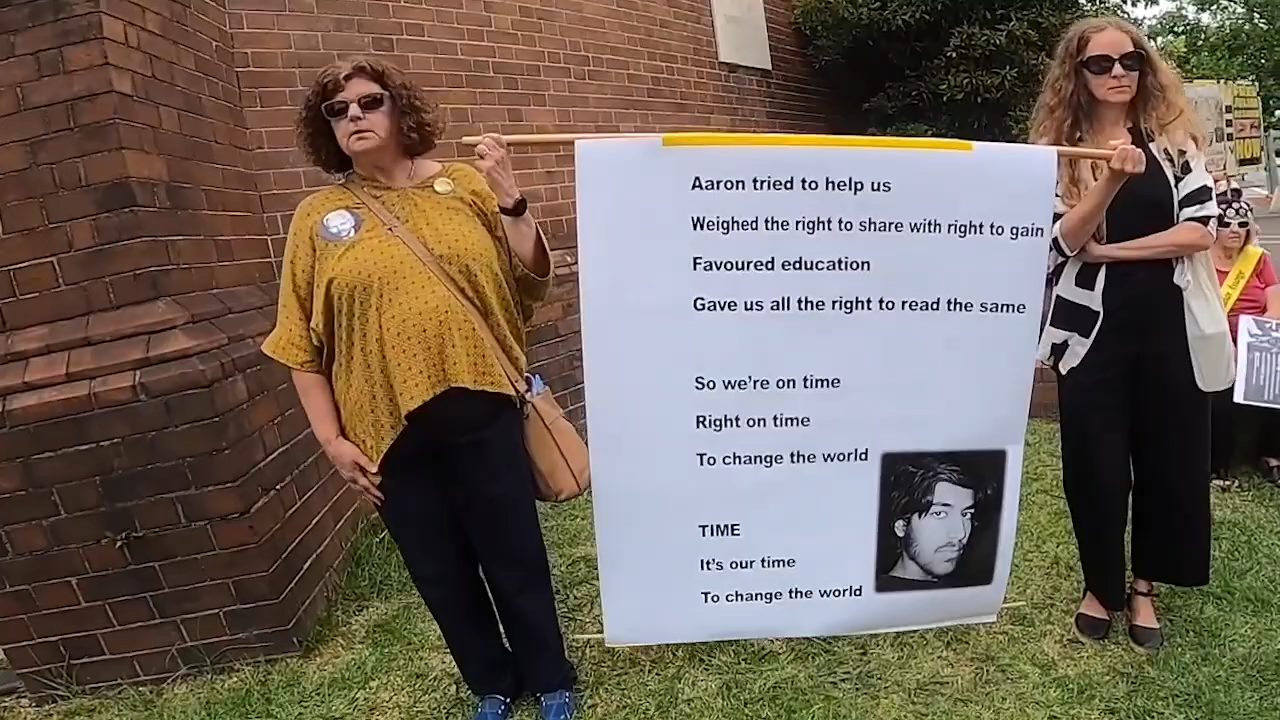 Aaron tried to help us
Weighed the right to share with right to gain
Favoured education
Gave us all the right to read the same
So we're on time
Right on time
To change the world
TIME
It's our time
To change the world
NOW